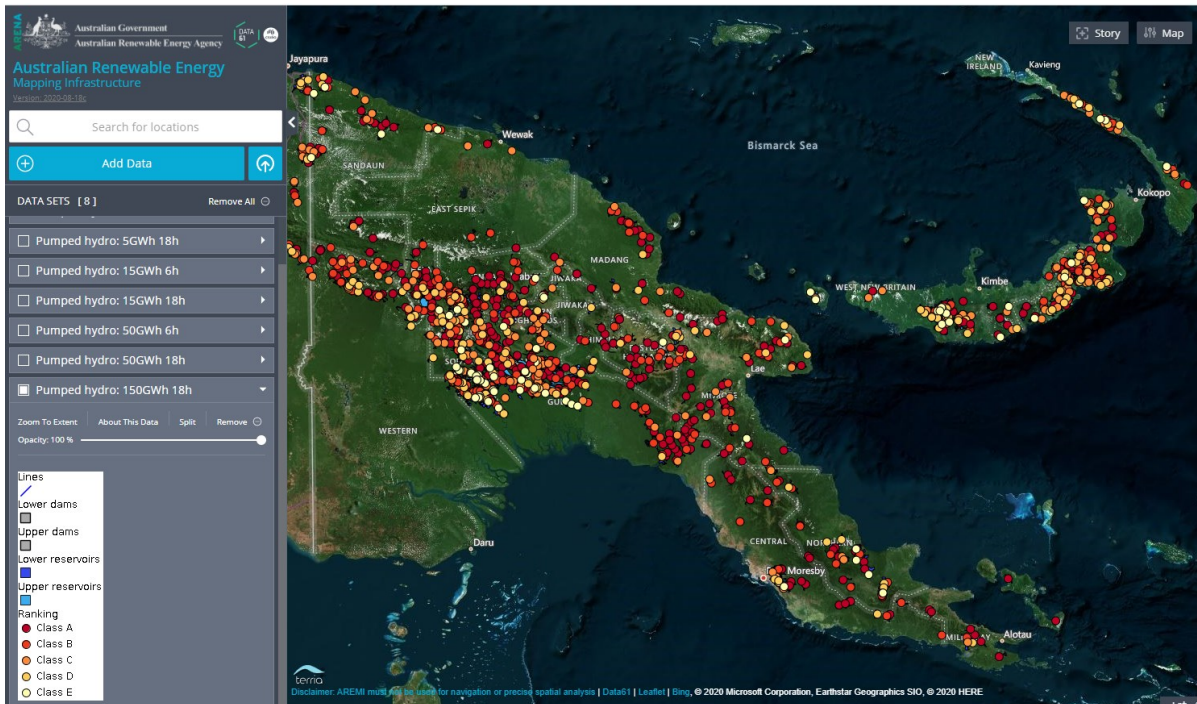 ARENA
Australian Government
Australian Renewable Energy Agency
DATA
61
Australian Renewable Energy
Mapping Infrastructure
Version: 2020-08-18c
Search for locations
Add Data
DATA SETS [ 8 ]
Remove All
Pumped hydro: 5GWh 18h
Pumped hydro: 15GWh 6h
Pumped hydro: 15GWh 18h
Pumped hydro: 50GWh 6h
Pumped hydro: 50GWh 18h
Pumped hydro: 150GWh 18h
Zoom To Extent
About This Data
Split
Remove
Opacity: 100 %
Lines
Lower dams
Upper dams
Lower reservoirs
Upper reservoirs
Ranking
Class A
Class B
Class C
Class D
Class E
Story
Map
Jayapura
NEW
IRELAND
Kavieng
Wewak
Bismarck Sea
SANDAUN
Kokopo
EAST SEPIK
MADANG
JIWAKA
WEST NEW BRITAIN
Kimbe
Lae
WESTERN
Daru
CENTRAL
Moresby
Alotau
terria
Disclaimer: AREMI must not be used for navigation or precise spatial analysis | Data61 | Leaflet | Bing, © 2020 Microsoft Corporation, Earthstar Geographics SIO, © 2020 HERE